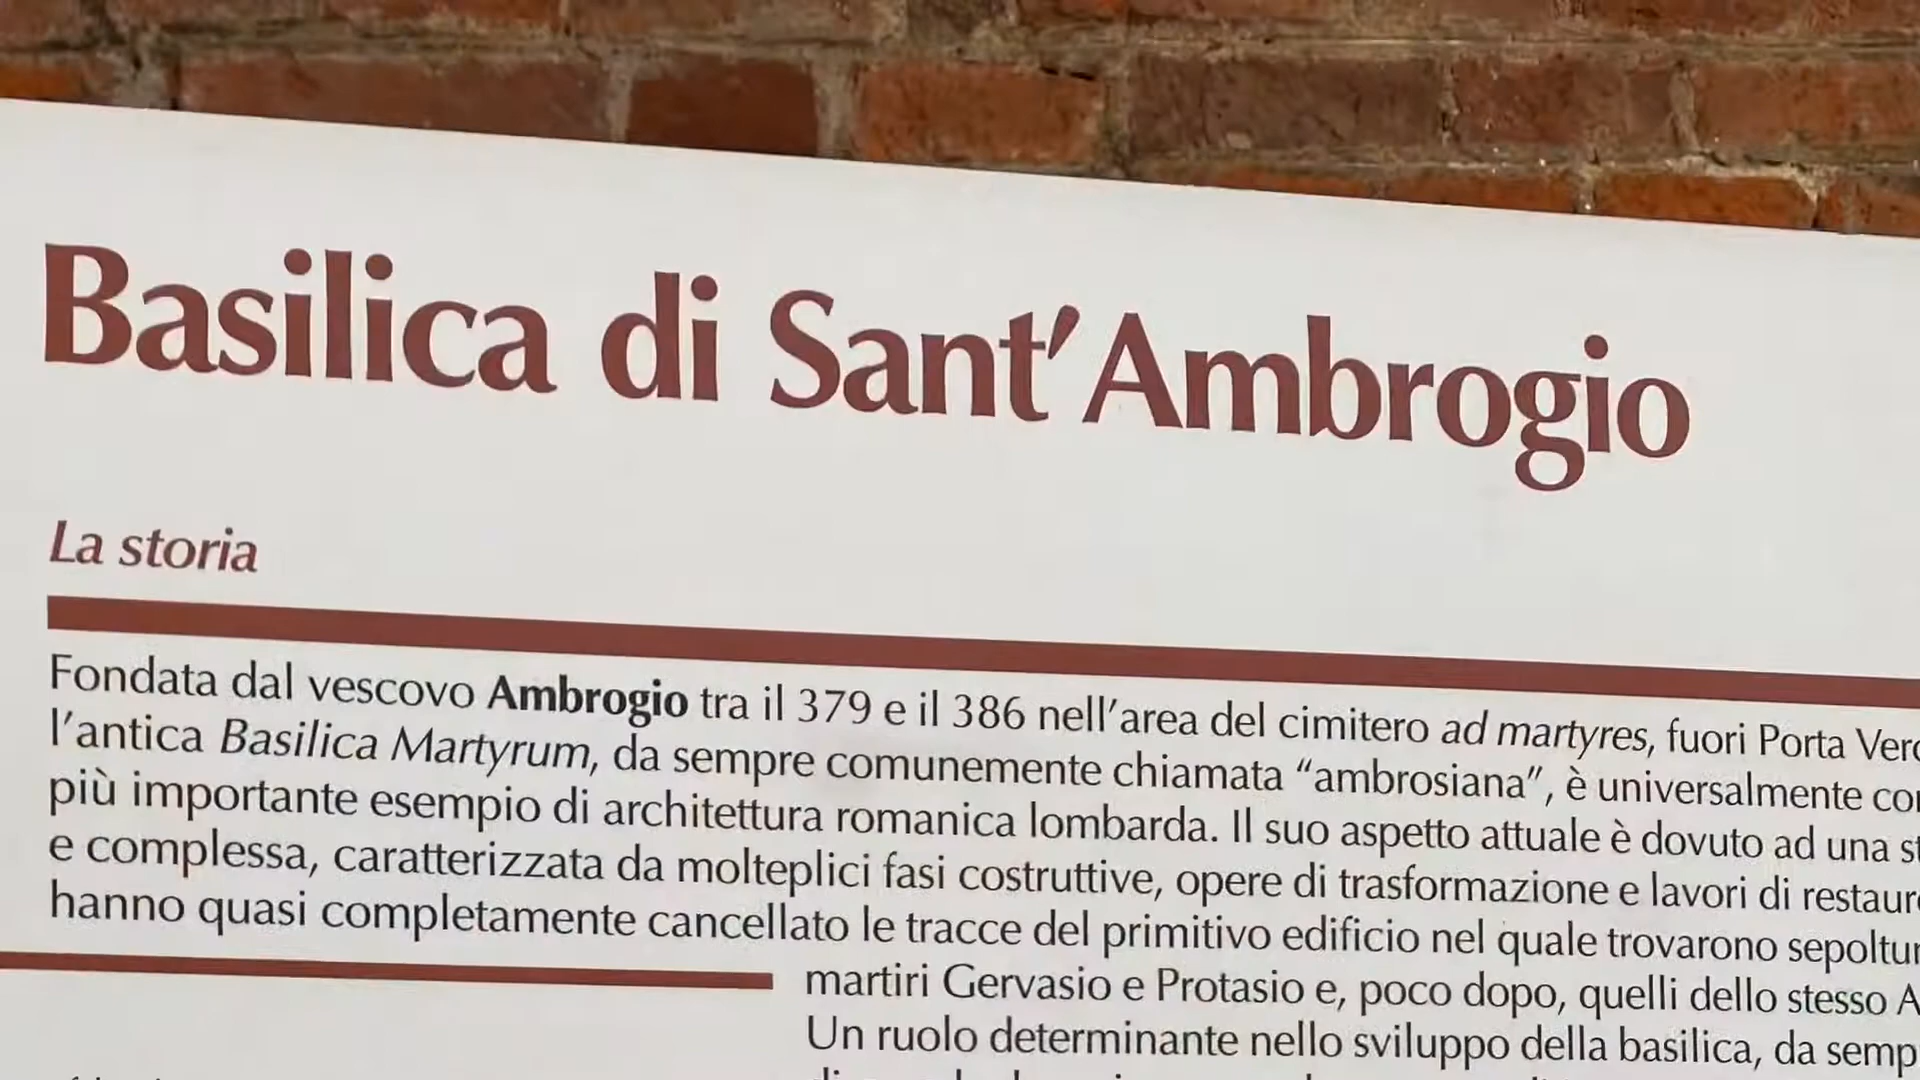 Basilica di Sant'Ambrogio
La storia
Fondata dal vescovo Ambrogio tra il 379 e il 386 nell'area del cimitero ad martyres, fuori Porta
l'antica Basilica Martyrum, da sempre comunemente chiamata “ambrosiana”, è universalmente
più importante esempio di architettura romanica lombarda. Il suo aspetto attuale è dovuto ad una
e complessa, caratterizzata da molteplici fasi costruttive, opere di trasformazione e lavori di
hanno quasi completamente cancellato le tracce del primitivo edificio nel quale trovarono
martiri Gervasio e Protasio e, poco dopo, quelli dello stesso
Un ruolo determinante nello sviluppo della basilica, da